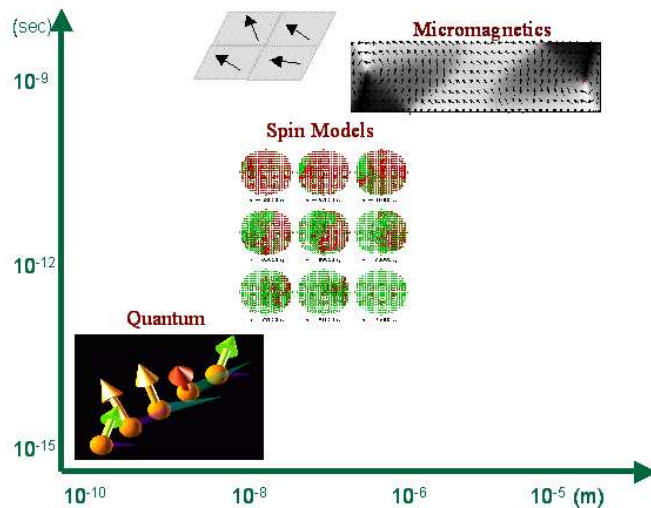 (sec)
Micromagnetics
10⁻⁹
Spin Models
10⁻¹²
Quantum
10⁻¹⁵
10⁻¹⁰
10⁻⁸
10⁻⁶
10⁻⁵ (m)